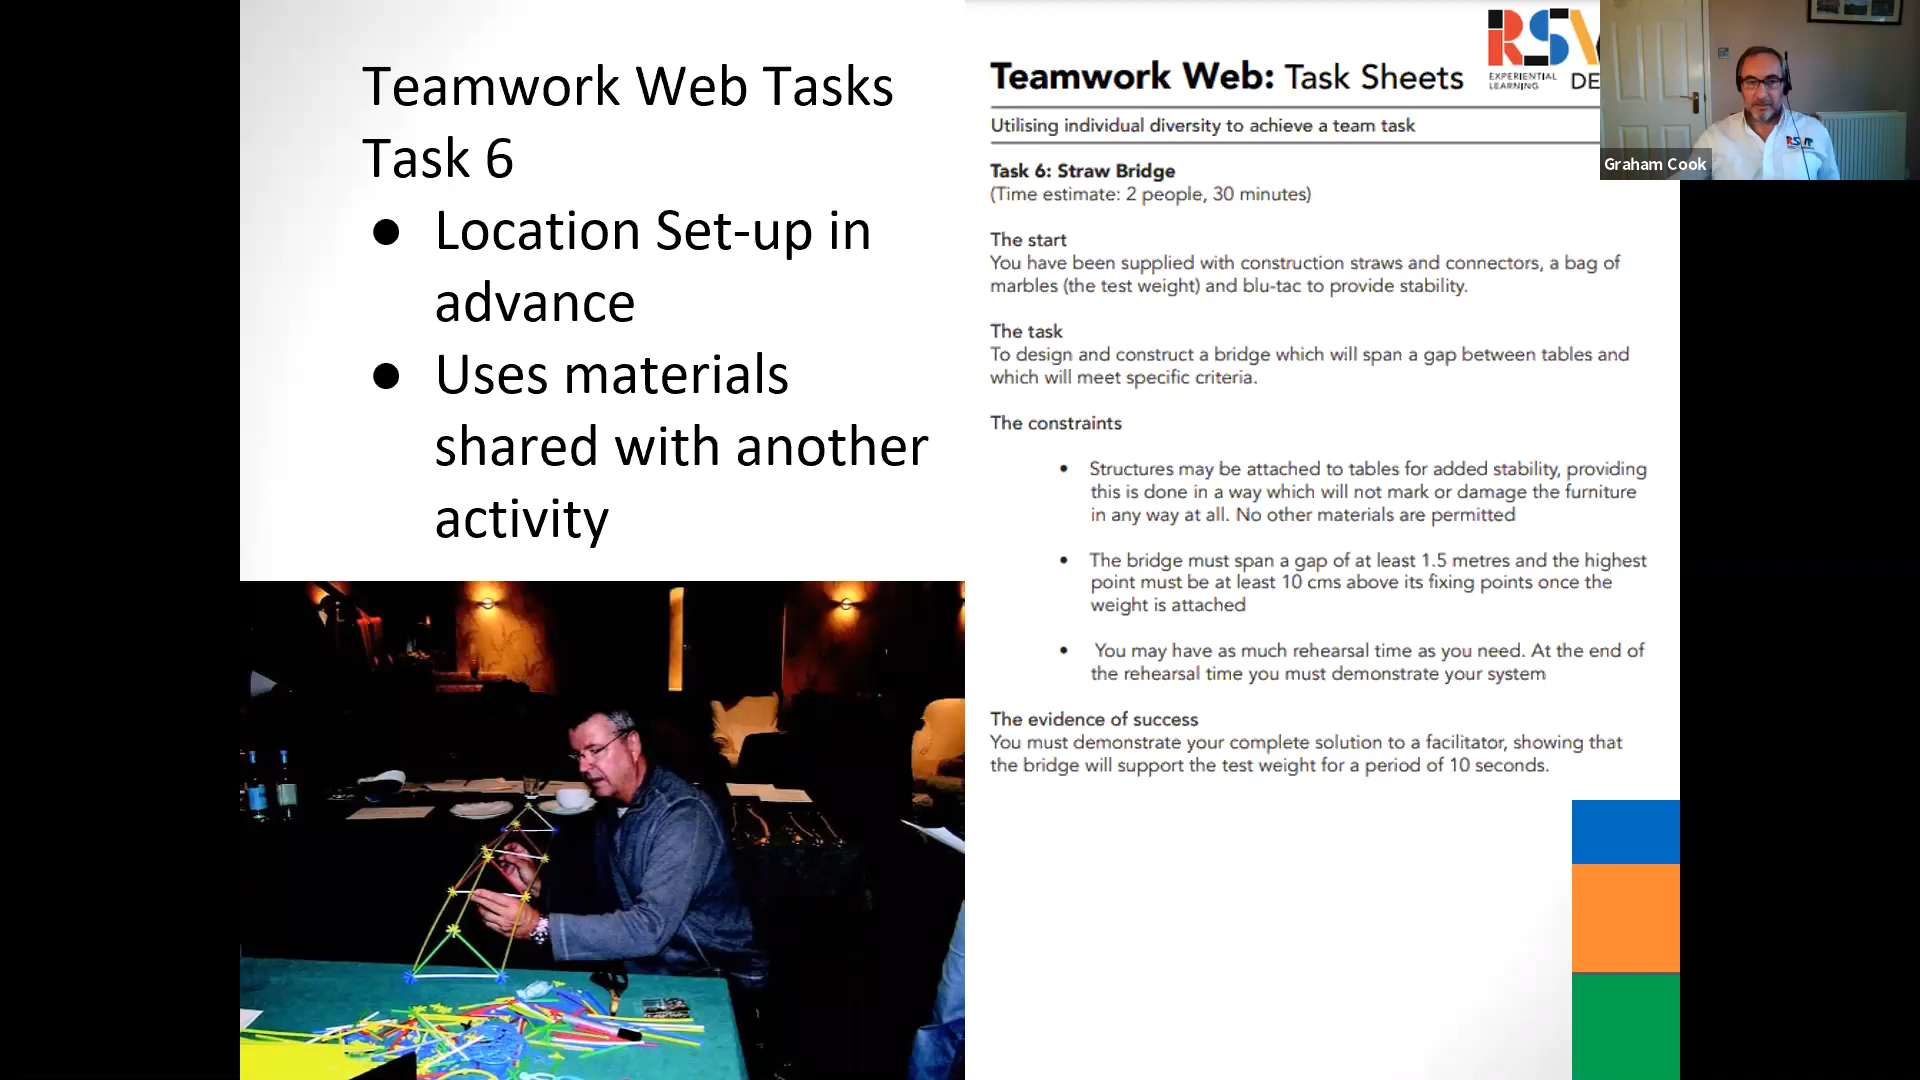 Teamwork Web Tasks
Task 6
● Location Set-up in
advance
● Uses materials
shared with another
activity
RSV
EXPERIENTIAL
LEARNING
DE
Teamwork Web: Task Sheets
Utilising individual diversity to achieve a team task
Task 6: Straw Bridge
(Time estimate: 2 people, 30 minutes)
The start
You have been supplied with construction straws and connectors, a bag of
marbles (the test weight) and blu-tac to provide stability.
The task
To design and construct a bridge which will span a gap between tables and
which will meet specific criteria.
The constraints
• Structures may be attached to tables for added stability, providing
this is done in a way which will not mark or damage the furniture
in any way at all. No other materials are permitted
• The bridge must span a gap of at least 1.5 metres and the highest
point must be at least 10 cms above its fixing points once the
weight is attached
• You may have as much rehearsal time as you need. At the end of
the rehearsal time you must demonstrate your system
The evidence of success
You must demonstrate your complete solution to a facilitator, showing that
the bridge will support the test weight for a period of 10 seconds.
Graham Cook
RSVP